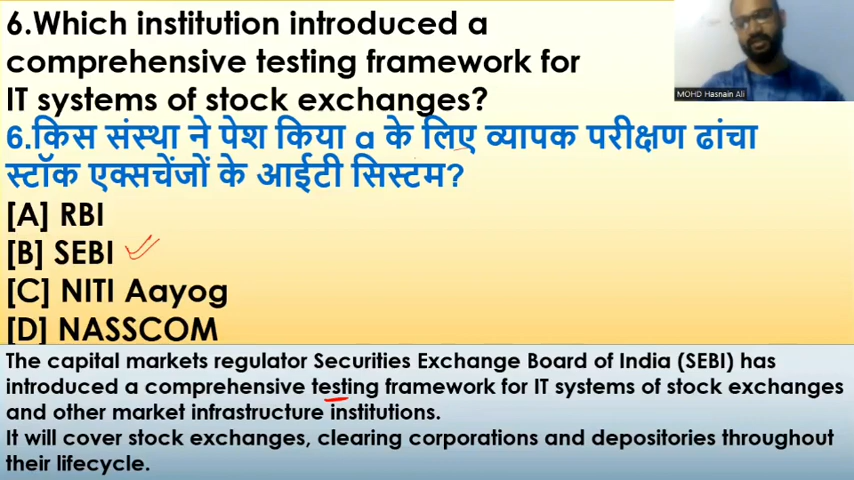 6.Which institution introduced a
comprehensive testing framework for
IT systems of stock exchanges?
MOHD Hasnain Ali
6.किस संस्था ने पेश किया a के लिए व्यापक परीक्षण ढांचा
स्टॉक एक्सचेंजों के आईटी सिस्टम?
[A] RBI
[B] SEBI
[C] NITI Aayog
[D] NASSCOM
The capital markets regulator Securities Exchange Board of India (SEBI) has
introduced a comprehensive testing framework for IT systems of stock exchanges
and other market infrastructure institutions.
It will cover stock exchanges, clearing corporations and depositories throughout
their lifecycle.